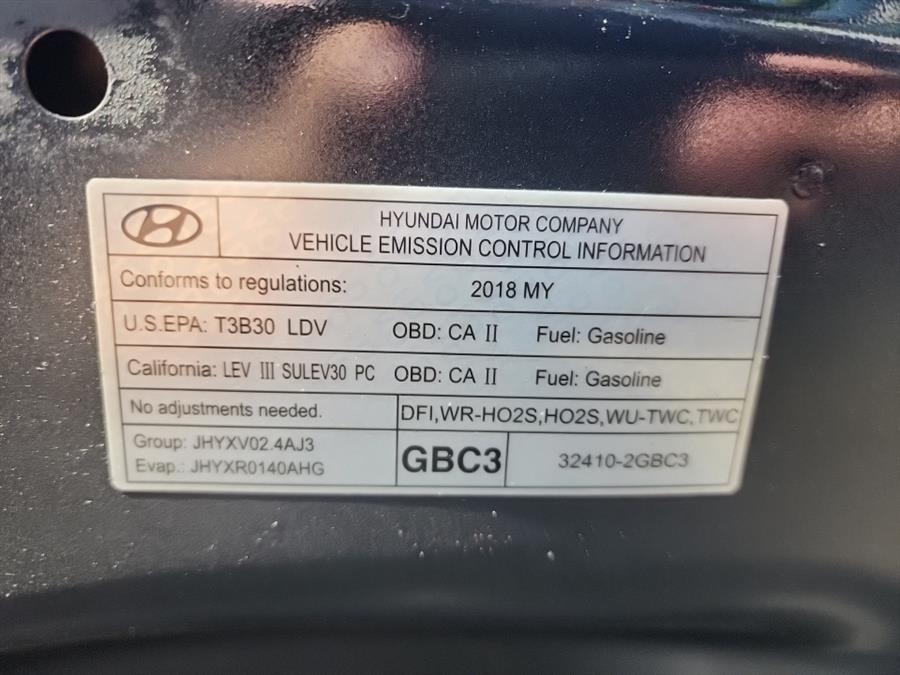 HYUNDAI MOTOR COMPANY
VEHICLE EMISSION CONTROL INFORMATION
Conforms to regulations: 2018 MY
U.S.EPA: T3B30 LDV OBD: CA II Fuel: Gasoline
California: LEV III SULEV30 PC OBD: CA II Fuel: Gasoline
No adjustments needed. DFI,WR-HO2S,HO2S,WU-TWC,TWC
Group: JHYXV02.4AJ3
Evap.: JHYXR0140AHG
GBC3 32410-2GBC3